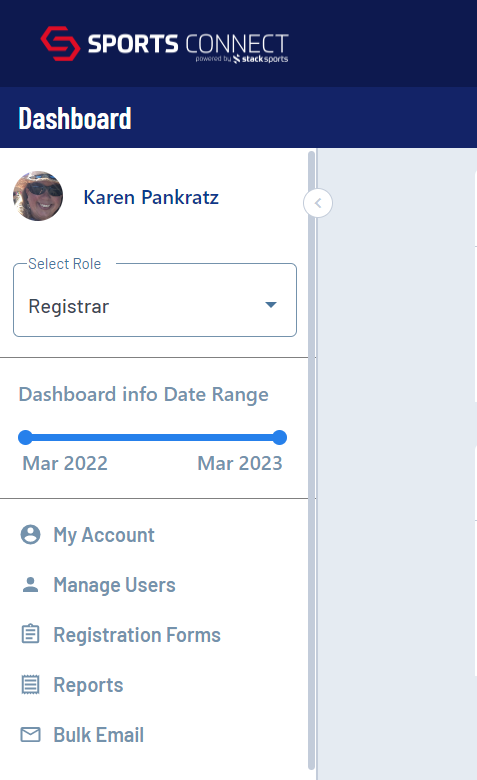 SPORTS CONNECT
powered by stack sports
Dashboard
Karen Pankratz
Select Role
Registrar
Dashboard info Date Range
Mar 2022 Mar 2023
My Account
Manage Users
Registration Forms
Reports
Bulk Email